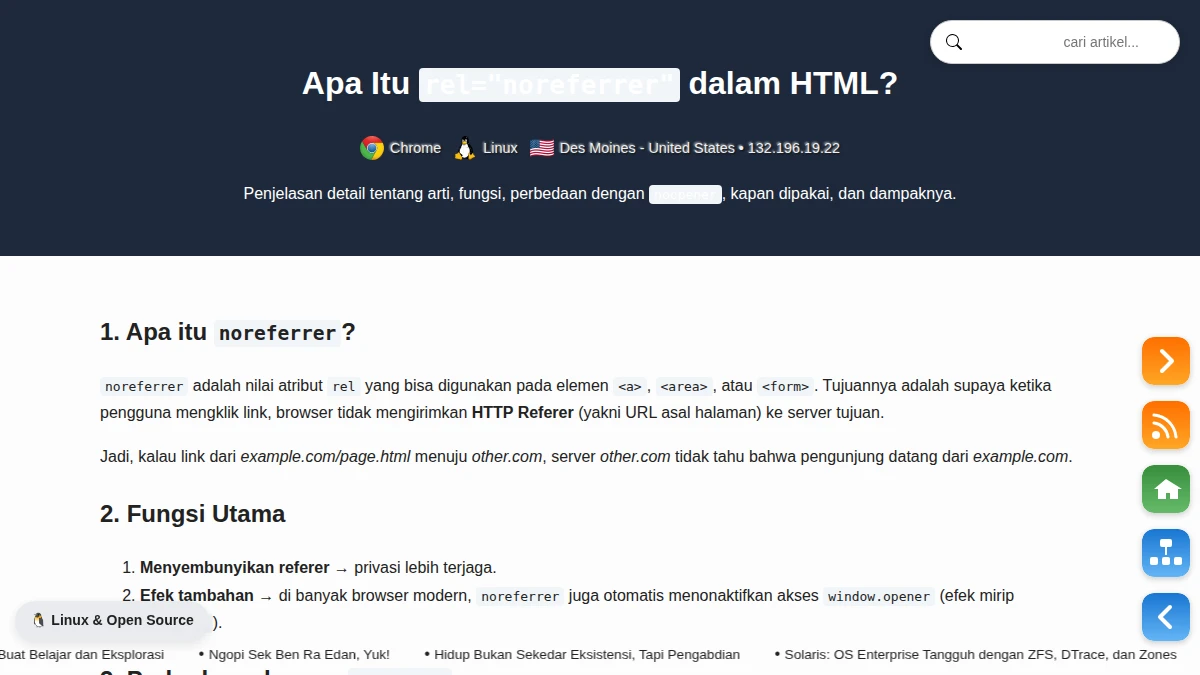 cari artikel...
Apa Itu rel="noreferrer" dalam HTML?
Chrome Linux Des Moines - United States • 132.196.19.22
Penjelasan detail tentang arti, fungsi, perbedaan dengan , kapan dipakai, dan dampaknya.
1. Apa itu noreferrer?
noreferrer adalah nilai atribut rel yang bisa digunakan pada elemen <a>, <area>, atau <form>. Tujuannya adalah supaya ketika
pengguna mengklik link, browser tidak mengirimkan HTTP Referer (yakni URL asal halaman) ke server tujuan.
Jadi, kalau link dari example.com/page.html menuju other.com, server other.com tidak tahu bahwa pengunjung datang dari example.com.
2. Fungsi Utama
1. Menyembunyikan referer → privasi lebih terjaga.
2. Efek tambahan → di banyak browser modern, noreferrer juga otomatis menonaktifkan akses window.opener (efek mirip
).
🐧 Linux & Open Source
Buat Belajar dan Eksplorasi • Ngopi Sek Ben Ra Edan, Yuk! • Hidup Bukan Sekedar Eksistensi, Tapi Pengabdian • Solaris: OS Enterprise Tangguh dengan ZFS, DTrace, dan Zones